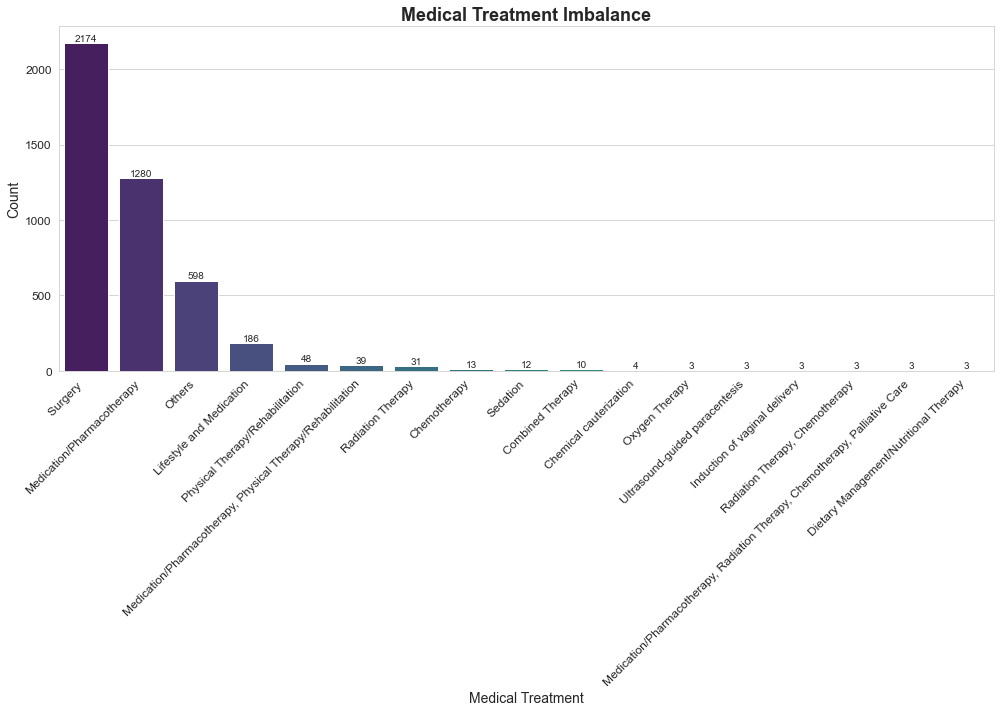 Medical Treatment Imbalance
Count
2000
1500
1000
500
0
2174
1280
598
186
48
39
31
13
12
10
4
3
3
3
3
3
3
Surgery
Medication/Pharmacotherapy
Others
Lifestyle and Medication
Physical Therapy/Rehabilitation
Medication/Pharmacotherapy, Physical Therapy/Rehabilitation
Radiation Therapy
Chemotherapy
Sedation
Combined Therapy
Chemical cauterization
Oxygen Therapy
Ultrasound-guided paracentesis
Induction of vaginal delivery
Radiation Therapy, Chemotherapy
Medication/Pharmacotherapy, Radiation Therapy, Chemotherapy, Palliative Care
Dietary Management/Nutritional Therapy
Medical Treatment